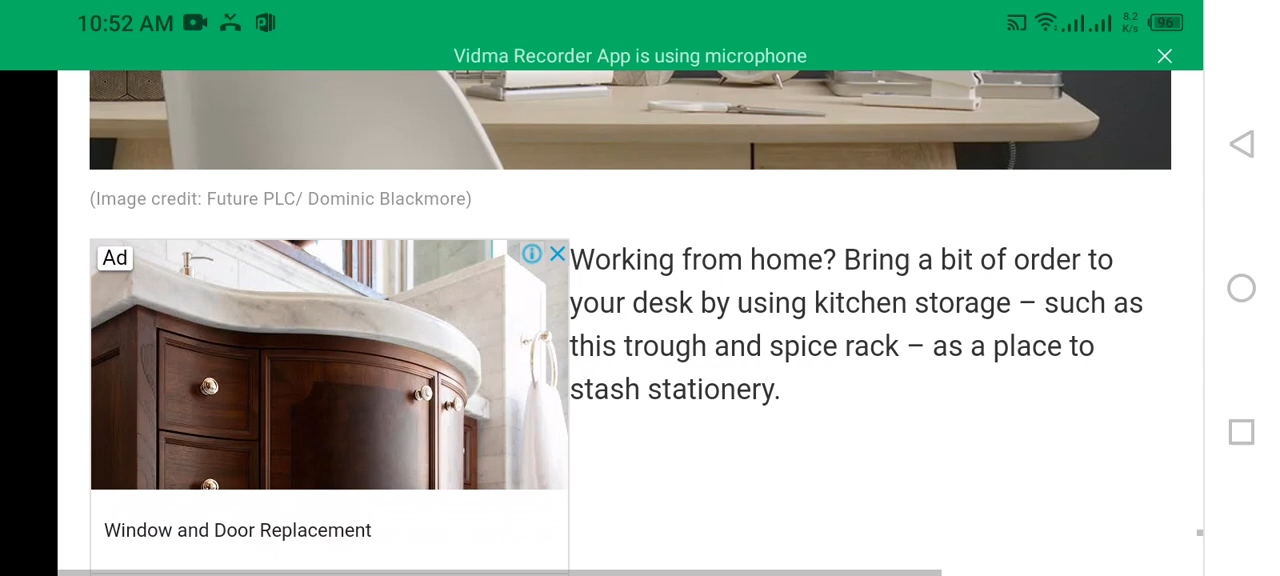 10:52 AM
8.2
K/s
96
Vidma Recorder App is using microphone
(Image credit: Future PLC/ Dominic Blackmore)
Ad
Working from home? Bring a bit of order to
your desk by using kitchen storage – such as
this trough and spice rack – as a place to
stash stationery.
Window and Door Replacement